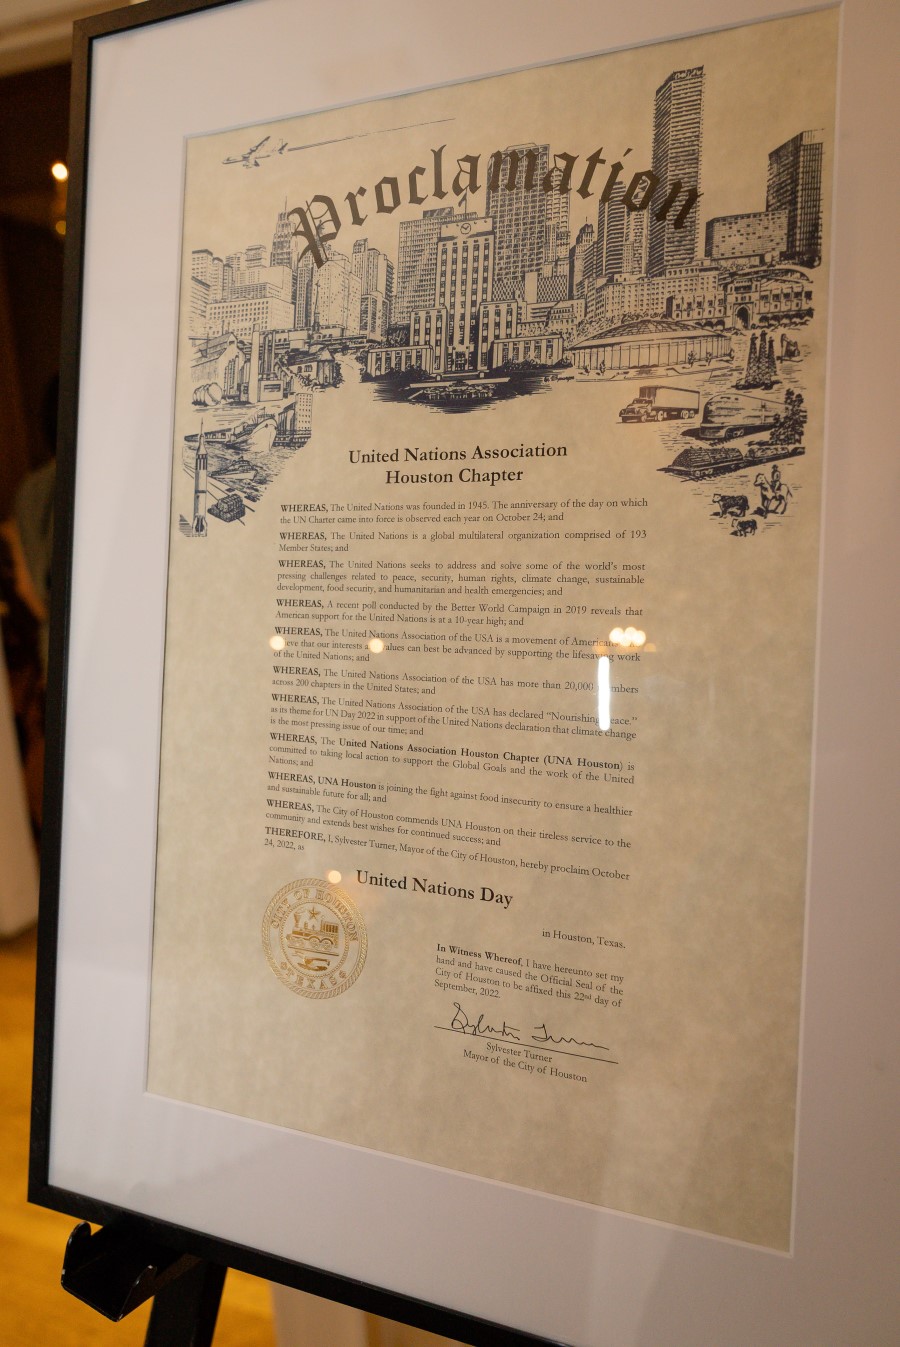 Proclamation
United Nations Association
Houston Chapter
WHEREAS, The United Nations was founded in 1945. The anniversary of the day on which
the UN Charter came into force is observed each year on October 24; and
WHEREAS, The United Nations is a global multilateral organization comprised of 193
Member States; and
WHEREAS, The United Nations seeks to address and solve some of the world's most
pressing challenges related to peace, security, human rights, climate change, sustainable
development, food security, and humanitarian and health emergencies; and
WHEREAS, A recent poll conducted by the Better World Campaign in 2019 reveals that
American support for the United Nations is at a 10-year high; and
WHEREAS, The United Nations Association of the USA is a movement of
that our interests can best be advanced by supporting the lifesaving work
of the United Nations; and
WHEREAS, The United Nations Association of the USA has more than 20,000
across 200 chapters in the United States; and
WHEREAS, The United Nations Association of the USA has declared "Nourishing
as its theme for UN Day 2022 in support of the United Nations declaration that climate change
is the most pressing issue of our time; and
WHEREAS, The United Nations Association Houston Chapter (UNA Houston) is
committed to taking local action to support the Global Goals and the work of the United
Nations; and
WHEREAS, UNA Houston is joining the fight against food insecurity to ensure a healthier
and sustainable future for all; and
WHEREAS, The City of Houston commends UNA Houston on their tireless service to the
community and extends best wishes for continued success; and
THEREFORE, I, Sylvester Turner, Mayor of the City of Houston, hereby proclaim October
24, 2022, as
United Nations Day
in Houston, Texas.
CITY OF HOUSTON
TEXAS
In Witness Whereof, I have hereunto set my
hand and have caused the Official Seal of the
City of Houston to be affixed this 22nd day of
September, 2022.
Sylvester Turner
Sylvester Turner
Mayor of the City of Houston